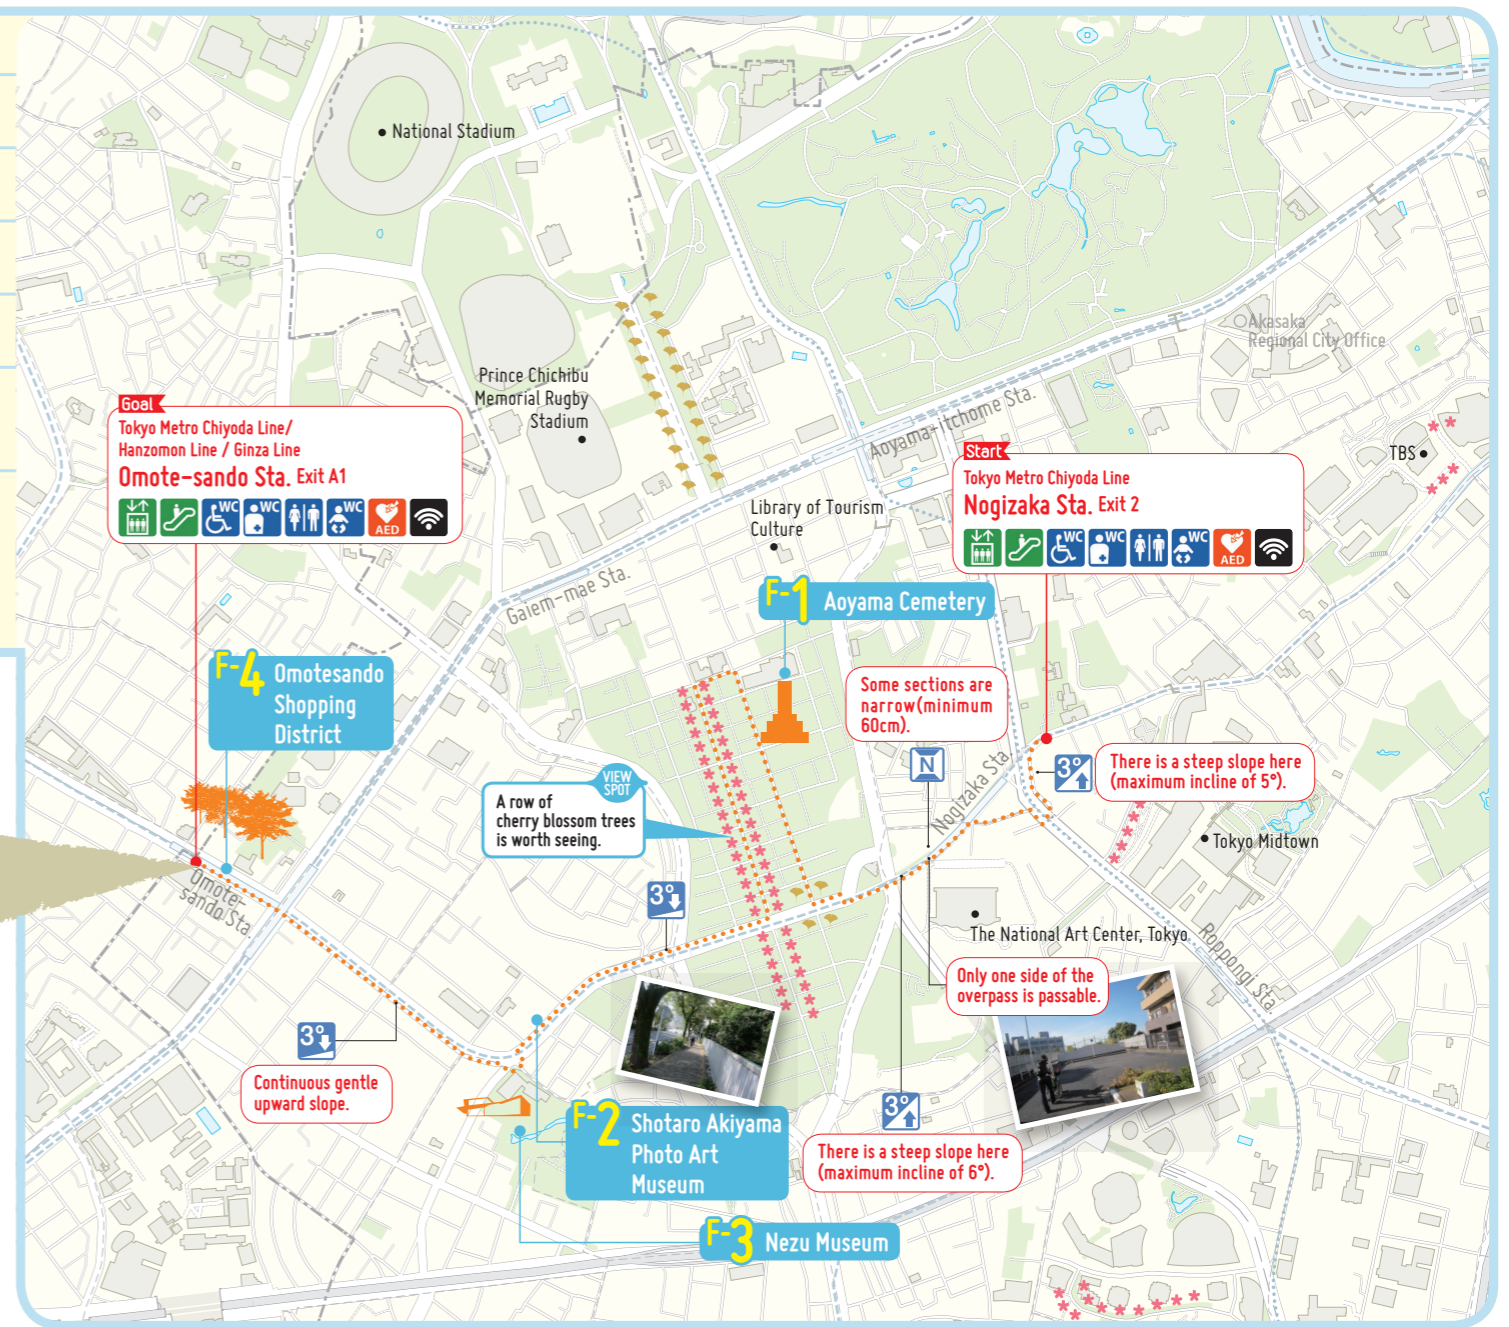 National Stadium
Akasaka
Regional City Office
Prince Chichibu
Memorial Rugby
Stadium
Goal
Tokyo Metro Chiyoda Line/
Hanzomon Line / Ginza Line
Omote-sando Sta. Exit A1
WC
WC
WC
AED
Aoyama-itchome Sta.
TBS
Start
Tokyo Metro Chiyoda Line
Nogizaka Sta. Exit 2
WC
WC
WC
AED
Library of Tourism
Culture
Gaiem-mae Sta.
F-1 Aoyama Cemetery
F-4 Omotesando
Shopping
District
Some sections are
narrow(minimum
60cm).
N
Nogizaka Sta.
3°
There is a steep slope here
(maximum incline of 5°).
VIEW
SPOT
A row of
cherry blossom trees
is worth seeing.
Tokyo Midtown
3°
Omote-
sando Sta.
The National Art Center, Tokyo
Roppongi Sta.
Only one side of the
overpass is passable.
3°
Continuous gentle
upward slope.
3°
There is a steep slope here
(maximum incline of 6°).
F-2 Shotaro Akiyama
Photo Art
Museum
F-3 Nezu Museum